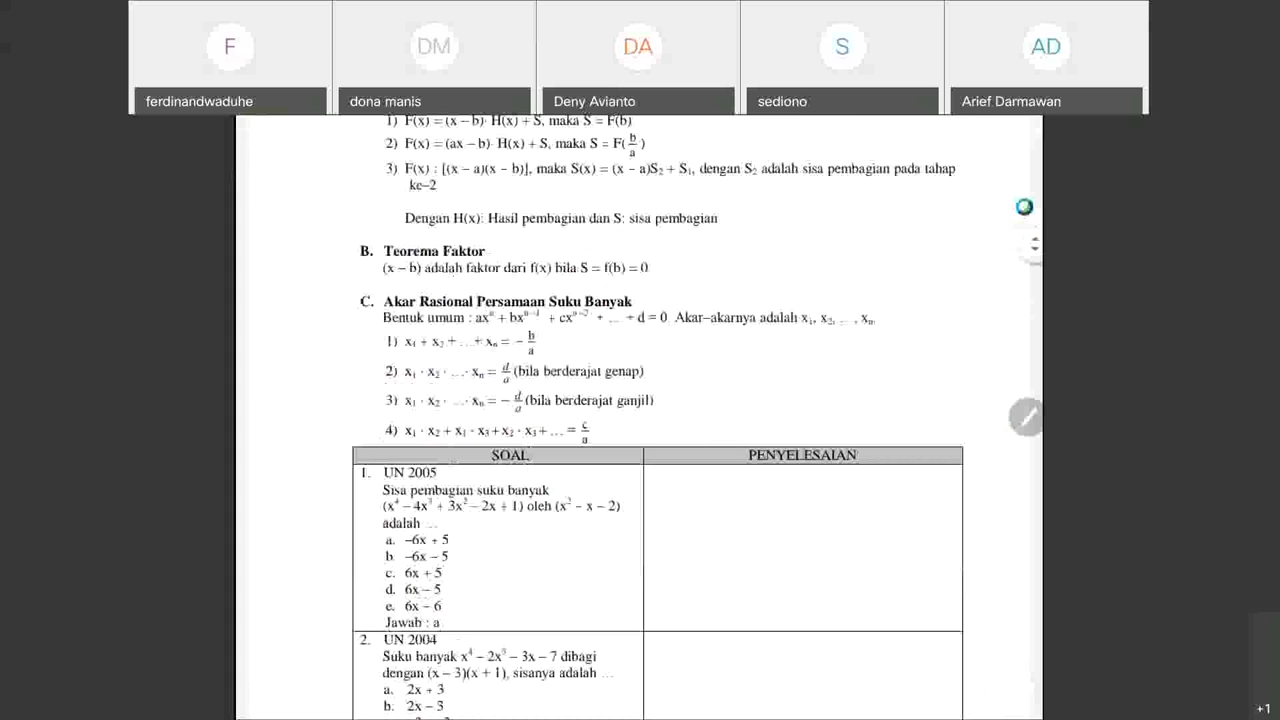 F
DM
DA
S
AD
ferdinandwaduhe
dona manis
Deny Avianto
sediono
Arief Darmawan
1) F(x) = (x – b)· H(x) + S, maka S = F(b)
2) F(x) = (ax – b)· H(x) + S, maka S = F(b/a)
3) F(x) : [(x – a)(x – b)], maka S(x) = (x – a)S₂ + S₁, dengan S₂ adalah sisa pembagian pada tahap
ke–2
Dengan H(x): Hasil pembagian dan S: sisa pembagian
B. Teorema Faktor
(x – b) adalah faktor dari f(x) bila S = f(b) = 0
C. Akar Rasional Persamaan Suku Banyak
Bentuk umum : axⁿ + bxⁿ⁻¹ + cxⁿ⁻² + … + d = 0. Akar–akarnya adalah x₁, x₂, …, xₙ.
1) x₁ + x₂ + …+ xₙ = – b/a
2) x₁ · x₂ · …· xₙ = d/a (bila berderajat genap)
3) x₁ · x₂ · …· xₙ = – d/a (bila berderajat ganjil)
4) x₁ · x₂ + x₁ · x₃ + x₂ · x₃ + … = c/a
SOAL PENYELESAIAN
1. UN 2005
Sisa pembagian suku banyak
(x⁴ – 4x³ + 3x² – 2x + 1) oleh (x² – x – 2)
adalah …
a. –6x + 5
b. –6x – 5
c. 6x + 5
d. 6x – 5
e. 6x – 6
Jawab : a
2. UN 2004
Suku banyak x⁴ – 2x³ – 3x – 7 dibagi
dengan (x – 3)(x + 1), sisanya adalah …
a. 2x + 3
b. 2x – 3
+1